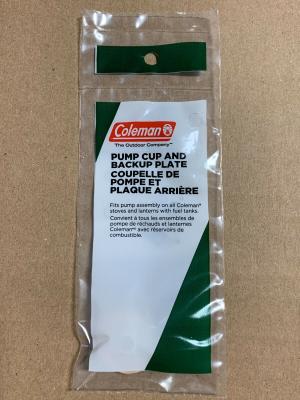 Coleman
The Outdoor Company™
PUMP CUP AND
BACKUP PLATE
COUPELLE DE
POMPE ET
PLAQUE ARRIÈRE
Fits pump assembly on all Coleman®
stoves and lanterns with fuel tanks.
Convient à tous les ensembles de
pompe de réchauds et lanternes
Coleman® avec réservoirs de
combustible.